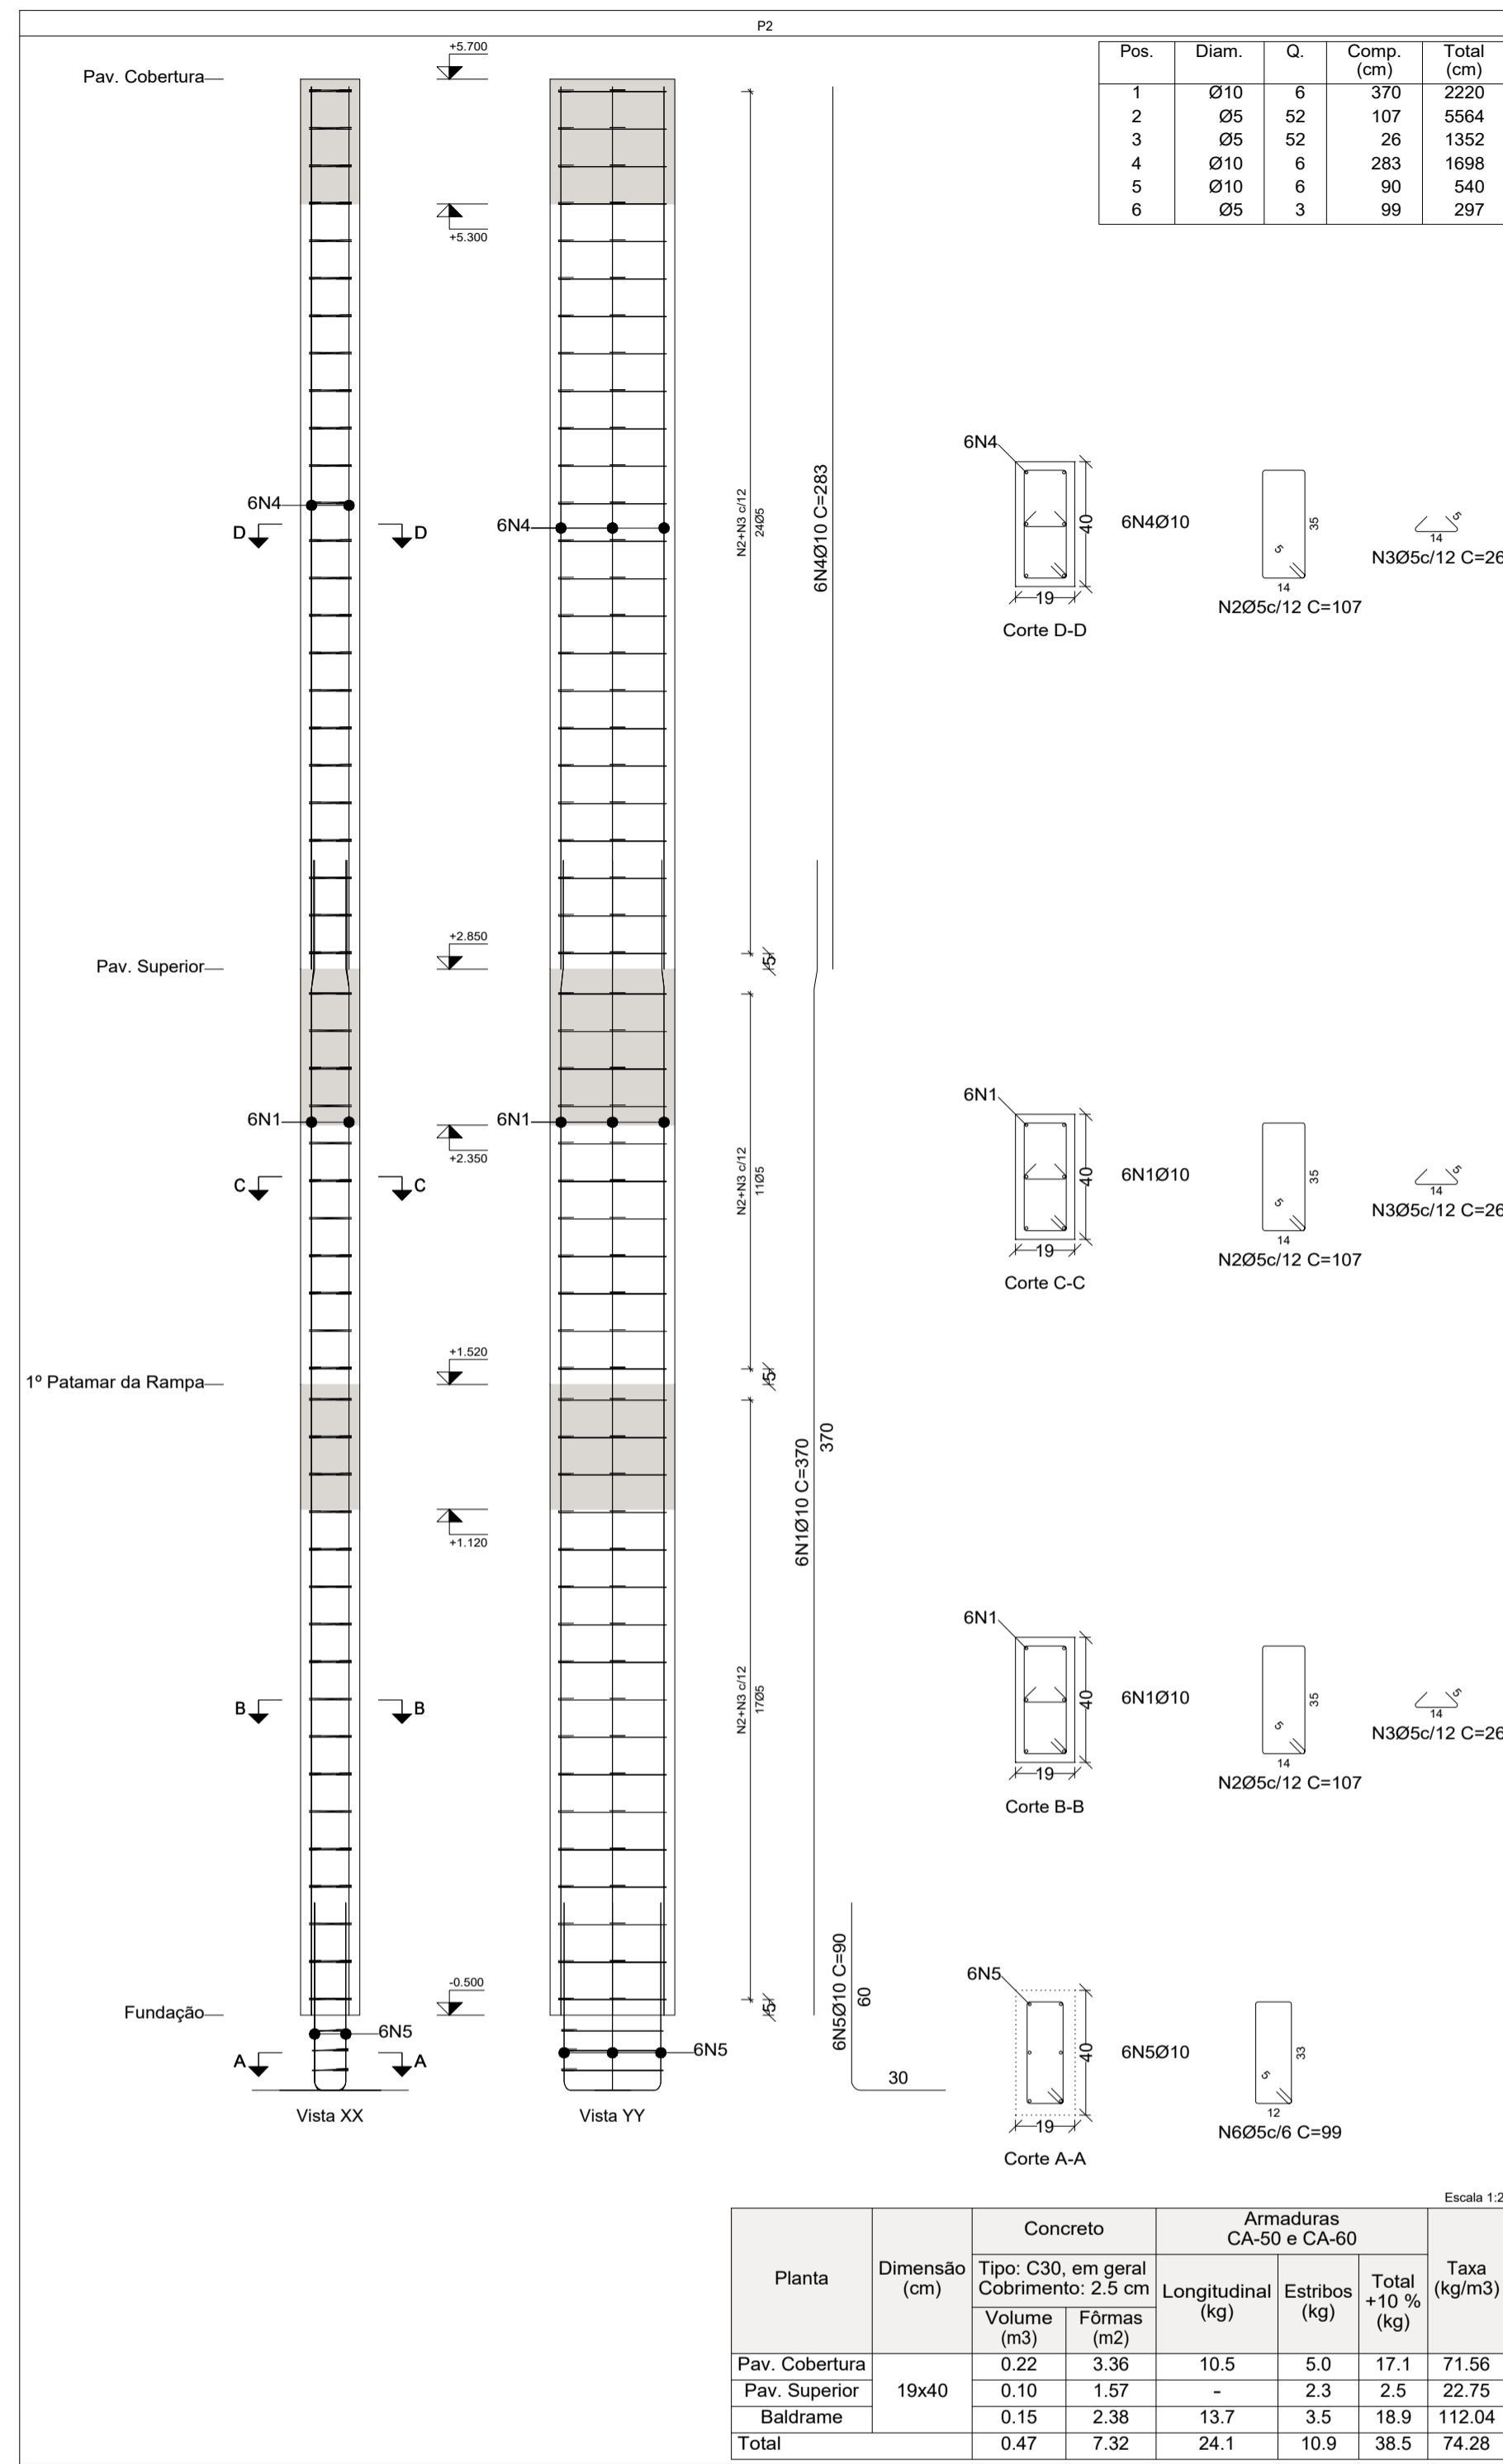 P2
Pos. Diam. Q. Comp. (cm) Total (cm)
1 Ø10 6 370 2220
2 Ø5 52 107 5564
3 Ø5 52 26 1352
4 Ø10 6 283 1698
5 Ø10 6 90 540
6 Ø5 3 99 297
+5.700
Pav. Cobertura
+5.300
6N4
D D
6N4
N2+N3 c/12
24Ø5
6N4Ø10 C=283
6N4
40
19
Corte D-D
6N4Ø10
5
35
14
N2Ø5c/12 C=107
5
14
N3Ø5c/12 C=26
+2.850
Pav. Superior
5
6N1
6N1
+2.350
C C
N2+N3 c/12
11Ø5
6N1
40
19
Corte C-C
6N1Ø10
5
35
14
N2Ø5c/12 C=107
5
14
N3Ø5c/12 C=26
+1.520
1º Patamar da Rampa
5
+1.120
6N1Ø10 C=370
370
B B
N2+N3 c/12
17Ø5
6N1
40
19
Corte B-B
6N1Ø10
5
35
14
N2Ø5c/12 C=107
5
14
N3Ø5c/12 C=26
-0.500
Fundação
5
6N5
6N5
A A
Vista XX
Vista YY
6N5Ø10 C=90
60
30
6N5
40
19
Corte A-A
6N5Ø10
5
33
12
N6Ø5c/6 C=99
Escala 1:2
Planta
Dimensão (cm)
Concreto
Tipo: C30, em geral
Cobrimento: 2.5 cm
Volume (m3)
Fôrmas (m2)
Armaduras
CA-50 e CA-60
Longitudinal (kg)
Estribos (kg)
Total +10 % (kg)
Taxa (kg/m3)
Pav. Cobertura 19x40 0.22 3.36 10.5 5.0 17.1 71.56
Pav. Superior 0.10 1.57 - 2.3 2.5 22.75
Baldrame 0.15 2.38 13.7 3.5 18.9 112.04
Total 0.47 7.32 24.1 10.9 38.5 74.28